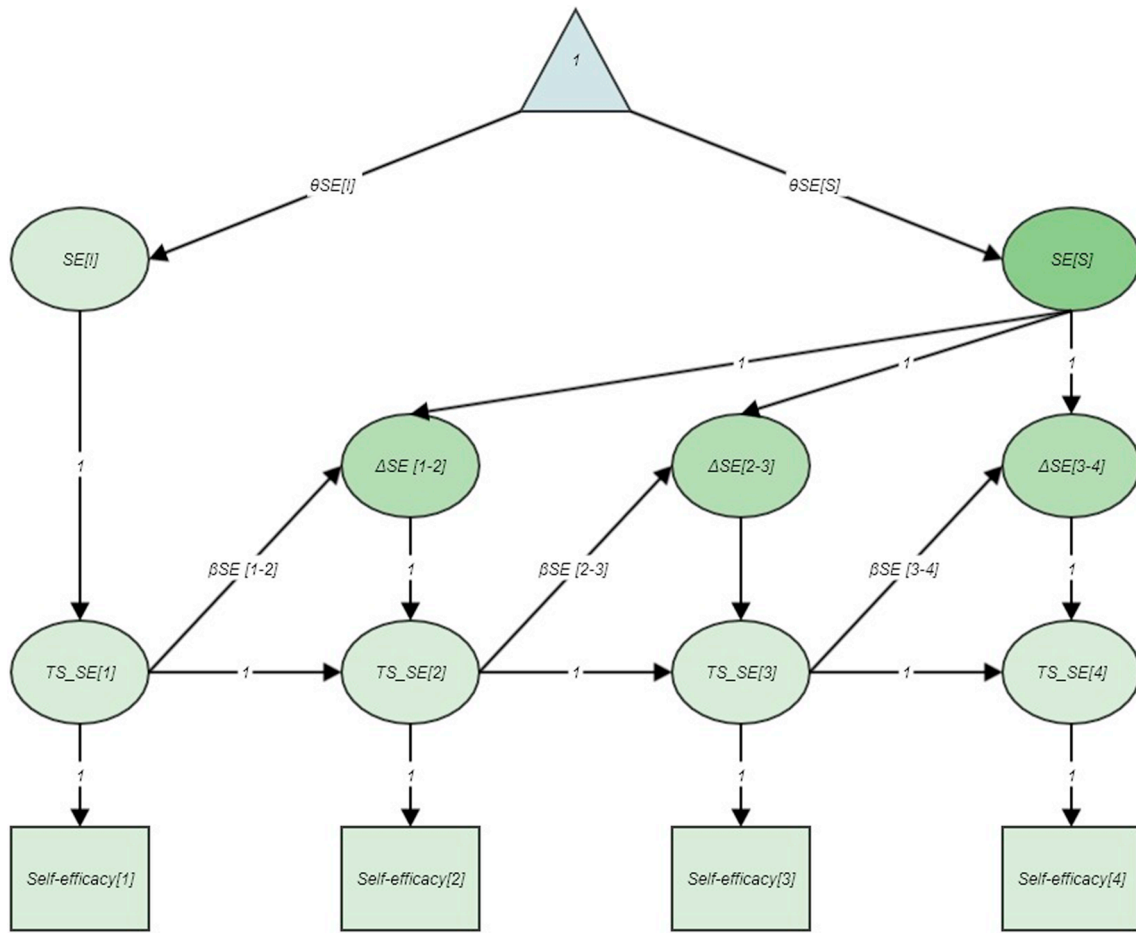 1
θSE[I]
θSE[S]
SE[I]
SE[S]
1
1
1
ΔSE [1-2]
ΔSE[2-3]
ΔSE[3-4]
1
βSE [1-2]
1
βSE [2-3]
βSE [3-4]
1
TS_SE[1]
1
TS_SE[2]
1
TS_SE[3]
1
TS_SE[4]
1
1
1
1
Self-efficacy[1]
Self-efficacy[2]
Self-efficacy[3]
Self-efficacy[4]